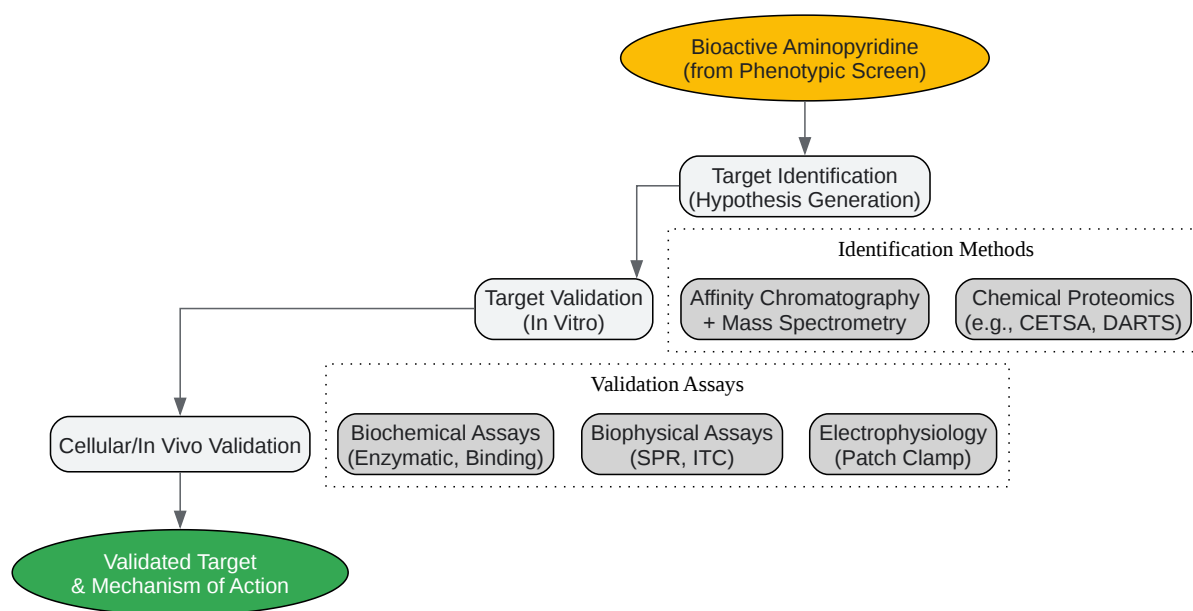 Bioactive Aminopyridine
(from Phenotypic Screen)
Target Identification
(Hypothesis Generation)
Identification Methods
Affinity Chromatography
+ Mass Spectrometry
Chemical Proteomics
(e.g., CETSA, DARTS)
Target Validation
(In Vitro)
Validation Assays
Biochemical Assays
(Enzymatic, Binding)
Biophysical Assays
(SPR, ITC)
Electrophysiology
(Patch Clamp)
Cellular/In Vivo Validation
Validated Target
& Mechanism of Action